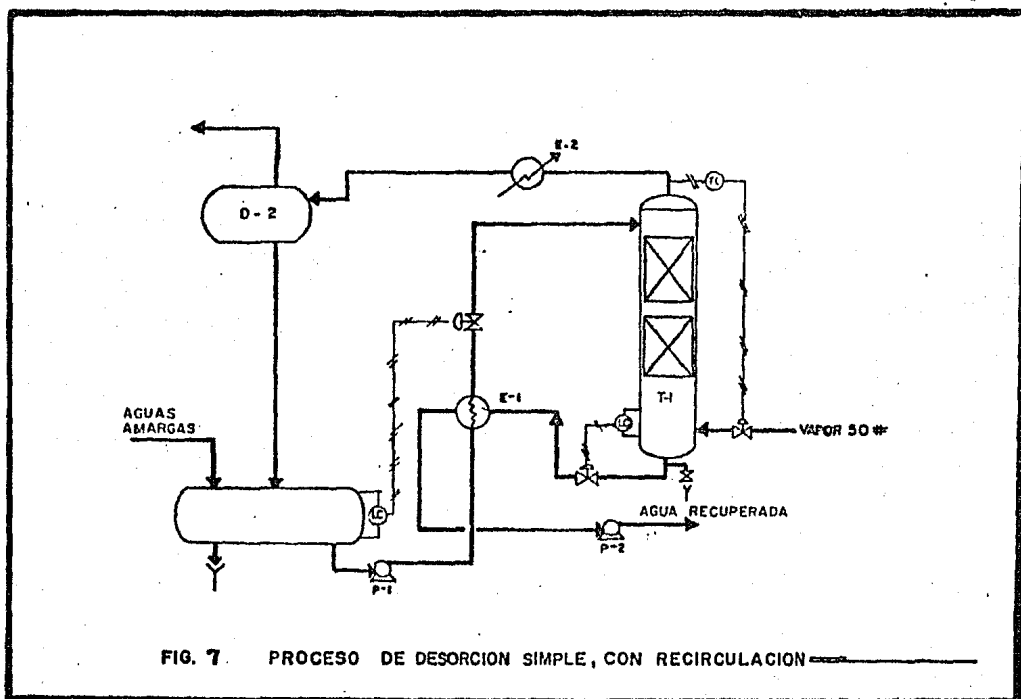 E-2
TC
D-2
E-1
T-1
LC
VAPOR 50 #
AGUAS
AMARGAS
LC
AGUA RECUPERADA
P-2
P-1
FIG. 7 PROCESO DE DESORCION SIMPLE, CON RECIRCULACION